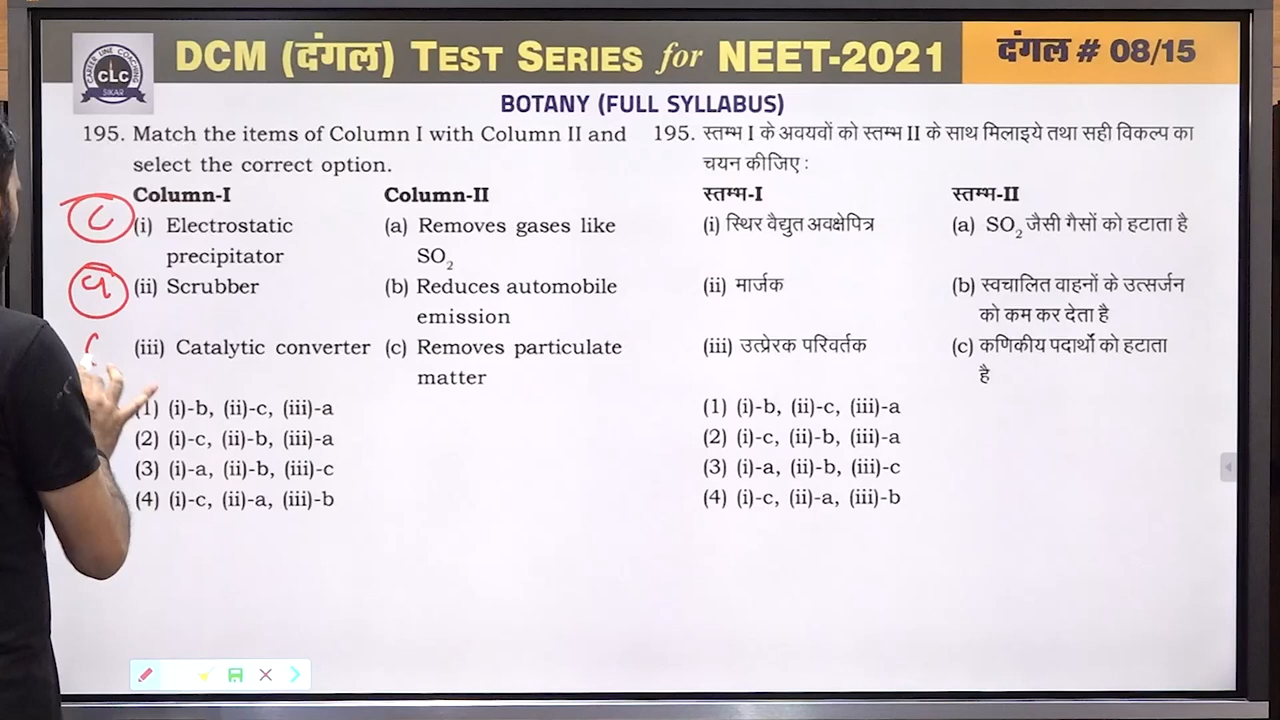 DCM (दंगल) TEST SERIES for NEET-2021
दंगल # 08/15
CAREER LINE COACHING
CLC
SIKAR
BOTANY (FULL SYLLABUS)
195. Match the items of Column I with Column II and
select the correct option.
Column-I Column-II
C (i) Electrostatic (a) Removes gases like
precipitator SO₂
a (ii) Scrubber (b) Reduces automobile
emission
(iii) Catalytic converter (c) Removes particulate
matter
(1) (i)-b, (ii)-c, (iii)-a
(2) (i)-c, (ii)-b, (iii)-a
(3) (i)-a, (ii)-b, (iii)-c
(4) (i)-c, (ii)-a, (iii)-b
195. स्तम्भ I के अवयवों को स्तम्भ II के साथ मिलाइये तथा सही विकल्प का
चयन कीजिए :
स्तम्भ-I स्तम्भ-II
(i) स्थिर वैद्युत अवक्षेपित्र (a) SO₂ जैसी गैसों को हटाता है
(ii) मार्जक (b) स्वचालित वाहनों के उत्सर्जन
को कम कर देता है
(iii) उत्प्रेरक परिवर्तक (c) कणिकीय पदार्थों को हटाता
है
(1) (i)-b, (ii)-c, (iii)-a
(2) (i)-c, (ii)-b, (iii)-a
(3) (i)-a, (ii)-b, (iii)-c
(4) (i)-c, (ii)-a, (iii)-b